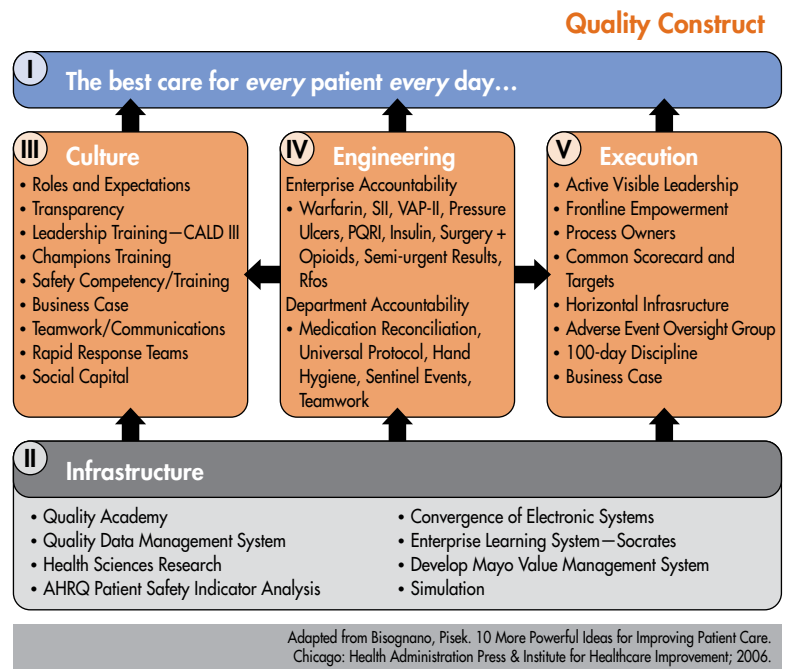 Quality Construct
I
The best care for every patient every day...
III
Culture
• Roles and Expectations
• Transparency
• Leadership Training—CALD III
• Champions Training
• Safety Competency/Training
• Business Case
• Teamwork/Communications
• Rapid Response Teams
• Social Capital
IV
Engineering
Enterprise Accountability
• Warfarin, SII, VAP-II, Pressure
Ulcers, PQRI, Insulin, Surgery +
Opioids, Semi-urgent Results,
Rfos
Department Accountability
• Medication Reconciliation,
Universal Protocol, Hand
Hygiene, Sentinel Events,
Teamwork
V
Execution
• Active Visible Leadership
• Frontline Empowerment
• Process Owners
• Common Scorecard and
Targets
• Horizontal Infrasructure
• Adverse Event Oversight Group
• 100-day Discipline
• Business Case
II
Infrastructure
• Quality Academy
• Quality Data Management System
• Health Sciences Research
• AHRQ Patient Safety Indicator Analysis
• Convergence of Electronic Systems
• Enterprise Learning System—Socrates
• Develop Mayo Value Management System
• Simulation
Adapted from Bisognano, Pisek. 10 More Powerful Ideas for Improving Patient Care.
Chicago: Health Administration Press & Institute for Healthcare Improvement; 2006.